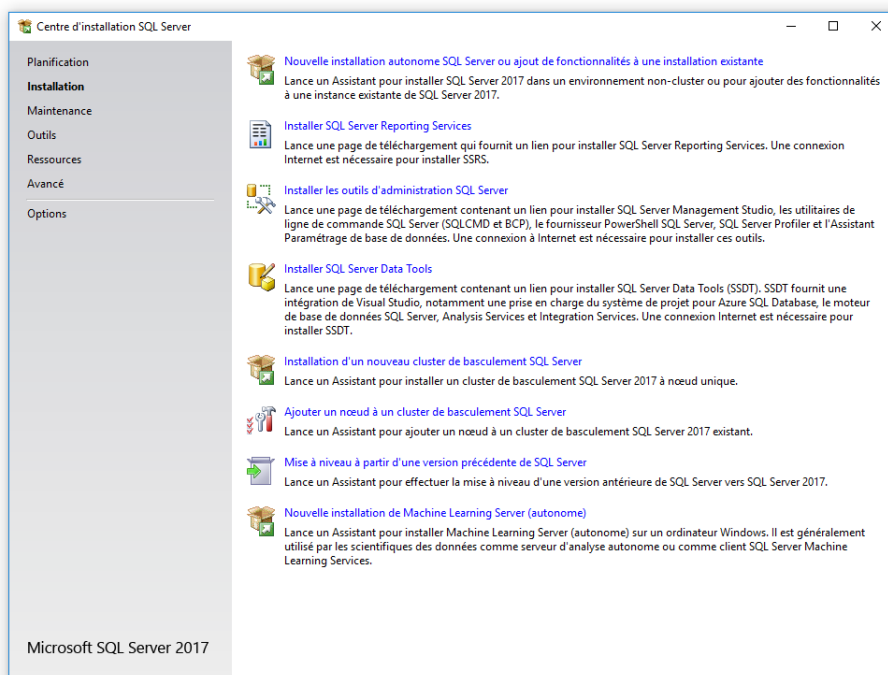 Centre d'installation SQL Server
Planification
Installation
Maintenance
Outils
Ressources
Avancé
Options
Microsoft SQL Server 2017
Nouvelle installation autonome SQL Server ou ajout de fonctionnalités à une installation existante
Lance un Assistant pour installer SQL Server 2017 dans un environnement non-cluster ou pour ajouter des fonctionnalités
à une instance existante de SQL Server 2017.
Installer SQL Server Reporting Services
Lance une page de téléchargement qui fournit un lien pour installer SQL Server Reporting Services. Une connexion
Internet est nécessaire pour installer SSRS.
Installer les outils d'administration SQL Server
Lance une page de téléchargement contenant un lien pour installer SQL Server Management Studio, les utilitaires de
ligne de commande SQL Server (SQLCMD et BCP), le fournisseur PowerShell SQL Server, SQL Server Profiler et l'Assistant
Paramétrage de base de données. Une connexion à Internet est nécessaire pour installer ces outils.
Installer SQL Server Data Tools
Lance une page de téléchargement contenant un lien pour installer SQL Server Data Tools (SSDT). SSDT fournit une
intégration de Visual Studio, notamment une prise en charge du système de projet pour Azure SQL Database, le moteur
de base de données SQL Server, Analysis Services et Integration Services. Une connexion Internet est nécessaire pour
installer SSDT.
Installation d'un nouveau cluster de basculement SQL Server
Lance un Assistant pour installer un cluster de basculement SQL Server 2017 à nœud unique.
Ajouter un nœud à un cluster de basculement SQL Server
Lance un Assistant pour ajouter un nœud à un cluster de basculement SQL Server 2017 existant.
Mise à niveau à partir d'une version précédente de SQL Server
Lance un Assistant pour effectuer la mise à niveau d'une version antérieure de SQL Server vers SQL Server 2017.
Nouvelle installation de Machine Learning Server (autonome)
Lance un Assistant pour installer Machine Learning Server (autonome) sur un ordinateur Windows. Il est généralement
utilisé par les scientifiques des données comme serveur d'analyse autonome ou comme client SQL Server Machine
Learning Services.